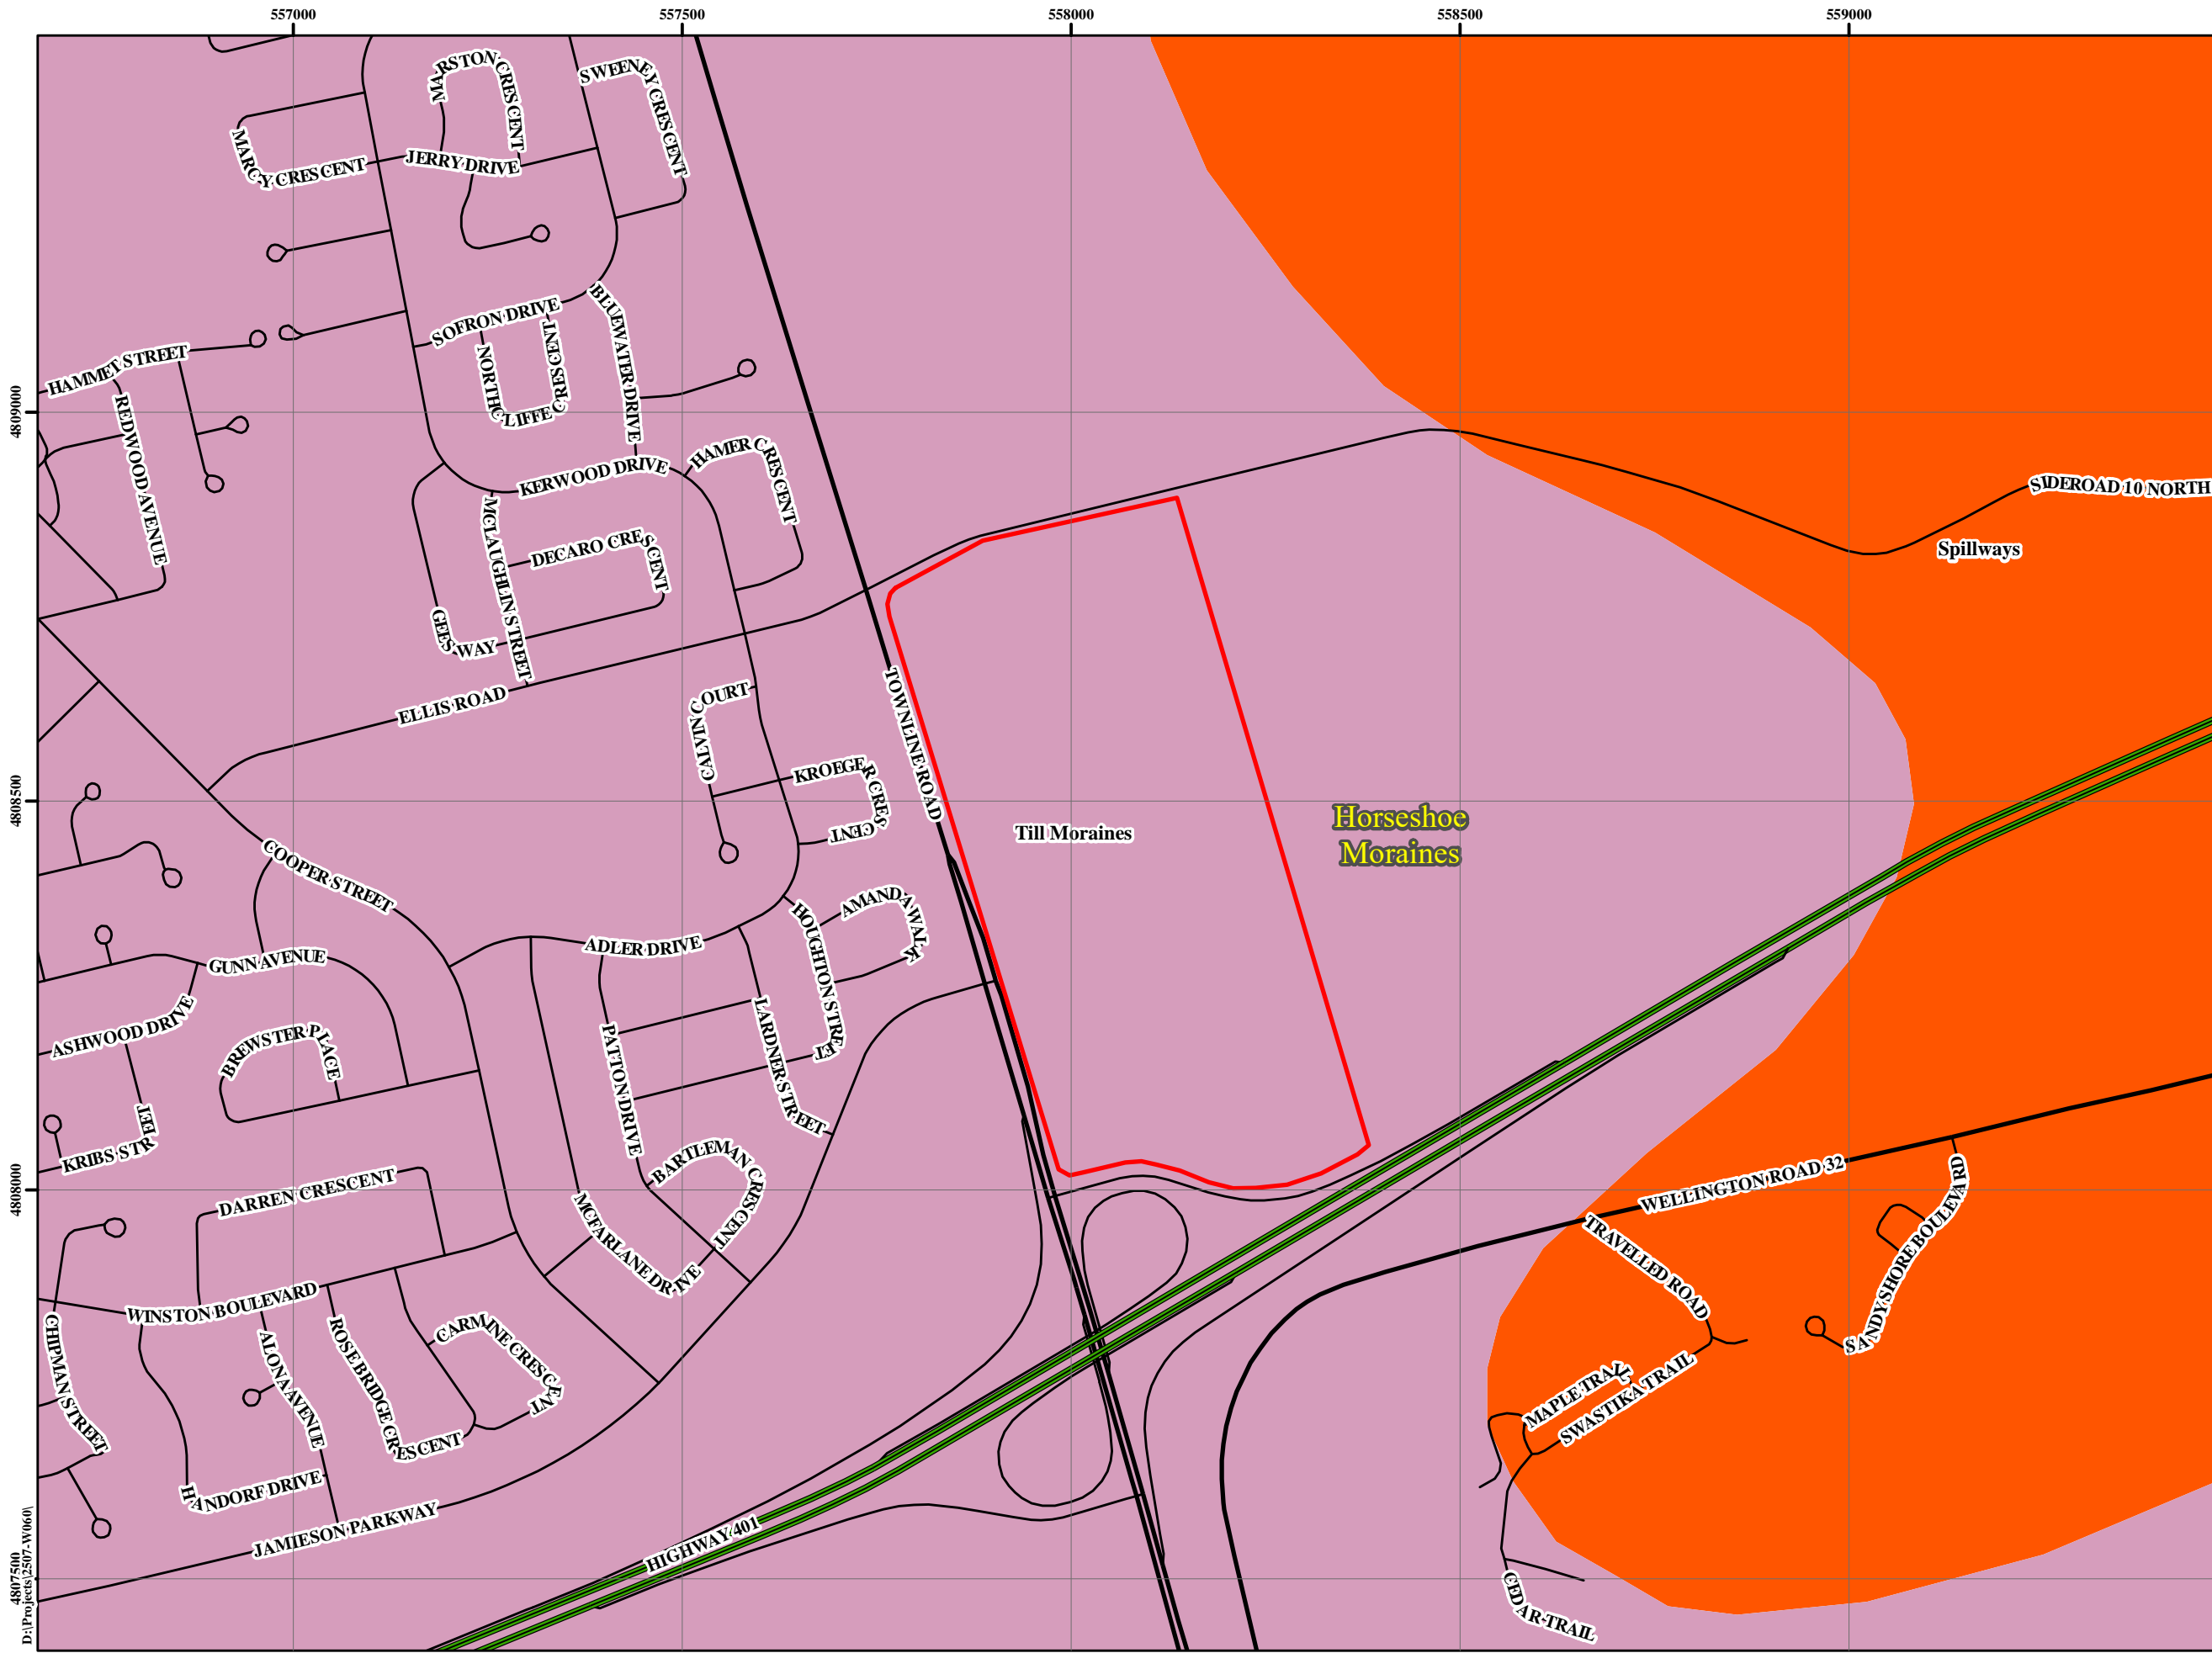 557000
557500
558000
558500
559000
4809000
4808500
4808000
4807500
D:\Projects\2507-W060\
MARSTON CRESCENT
SWEENEY CRESCENT
MARCY CRESCENT
JERRY DRIVE
SOFRON DRIVE
BLUEWATER DRIVE
NORTHCLIFFE CRESCENT
HAMMET STREET
REDWOOD AVENUE
KERWOOD DRIVE
HAMER CRESCENT
MCLAUGHLIN STREET
DECARO CRESCENT
GEES WAY
ELLIS ROAD
SIDEROAD 10 NORTH
Spillways
TOWNLINE ROAD
CATVINC COURT
KROEGER CRESCENT
Till Moraines
Horseshoe
Moraines
COOPER STREET
AMANDA WALK
HOUGHTON STREET
ADLER DRIVE
GUNN AVENUE
LARDNER STREET
ASHWOOD DRIVE
BREWSTER PLACE
PATTON DRIVE
KRIBS STREET
BARTLEMAN CRESCENT
DARREN CRESCENT
MCFARLANE DRIVE
WELLINGTON ROAD 32
TRAVELLED ROAD
SANDY SHORE BOULEVARD
WINSTON BOULEVARD
CHIPMAN STREET
ALONA AVENUE
ROSEBRIDGE CRESCENT
CARMINE CRESCENT
MAPLE TRAIL
SWASTIKA TRAIL
HANDORF DRIVE
JAMIESON PARKWAY
HIGHWAY 401
CEDAR TRAIL